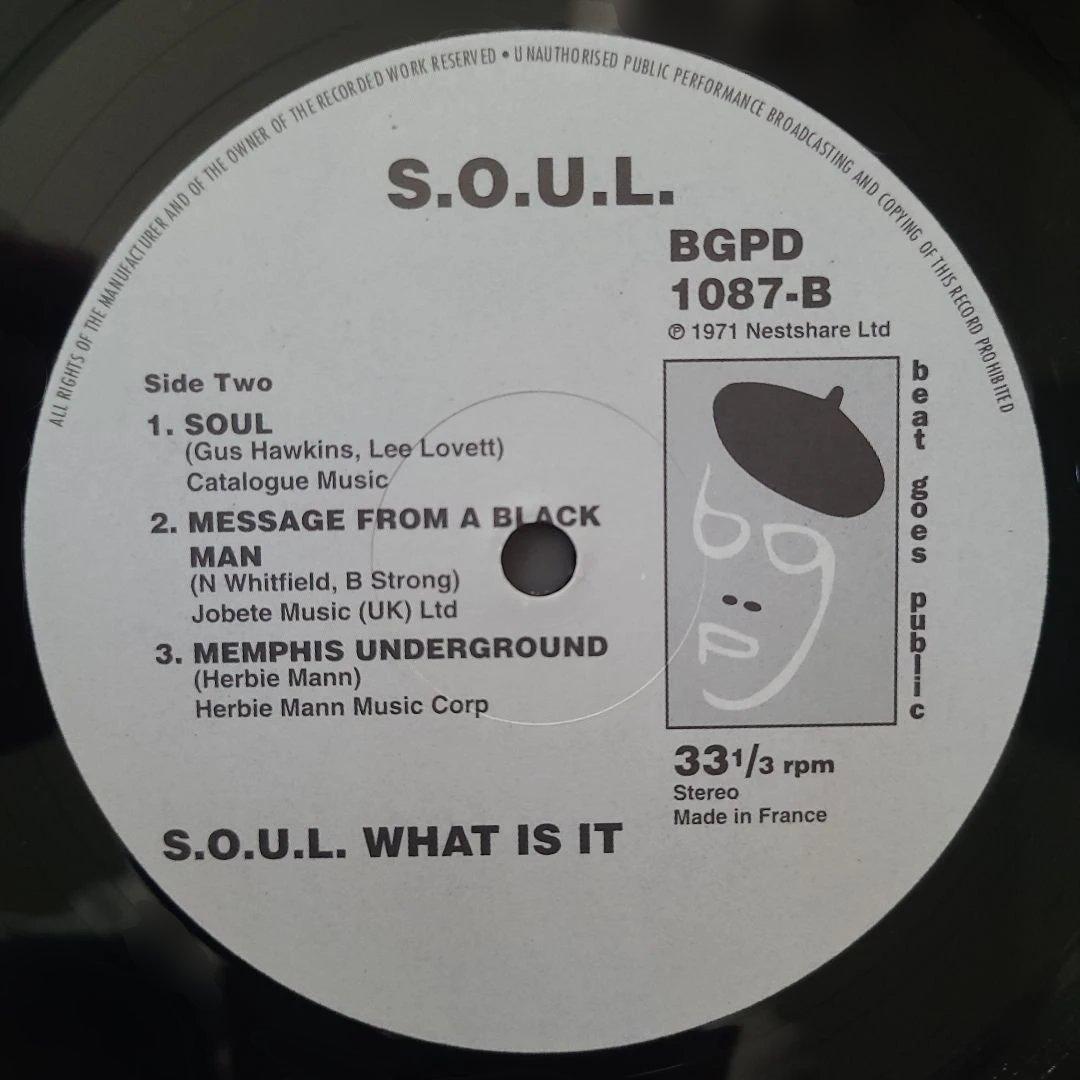 ALL RIGHTS OF THE MANUFACTURER AND OF THE OWNER OF THE RECORDED WORK RESERVED • UNAUTHORISED PUBLIC PERFORMANCE BROADCASTING AND COPYING OF THIS RECORD PROHIBITED
S.O.U.L.
BGPD
1087-B
℗ 1971 Nestshare Ltd
Side Two
1. SOUL
(Gus Hawkins, Lee Lovett)
Catalogue Music
2. MESSAGE FROM A BLACK
MAN
(N Whitfield, B Strong)
Jobete Music (UK) Ltd
3. MEMPHIS UNDERGROUND
(Herbie Mann)
Herbie Mann Music Corp
beat goes public
33 1/3 rpm
Stereo
Made in France
S.O.U.L. WHAT IS IT